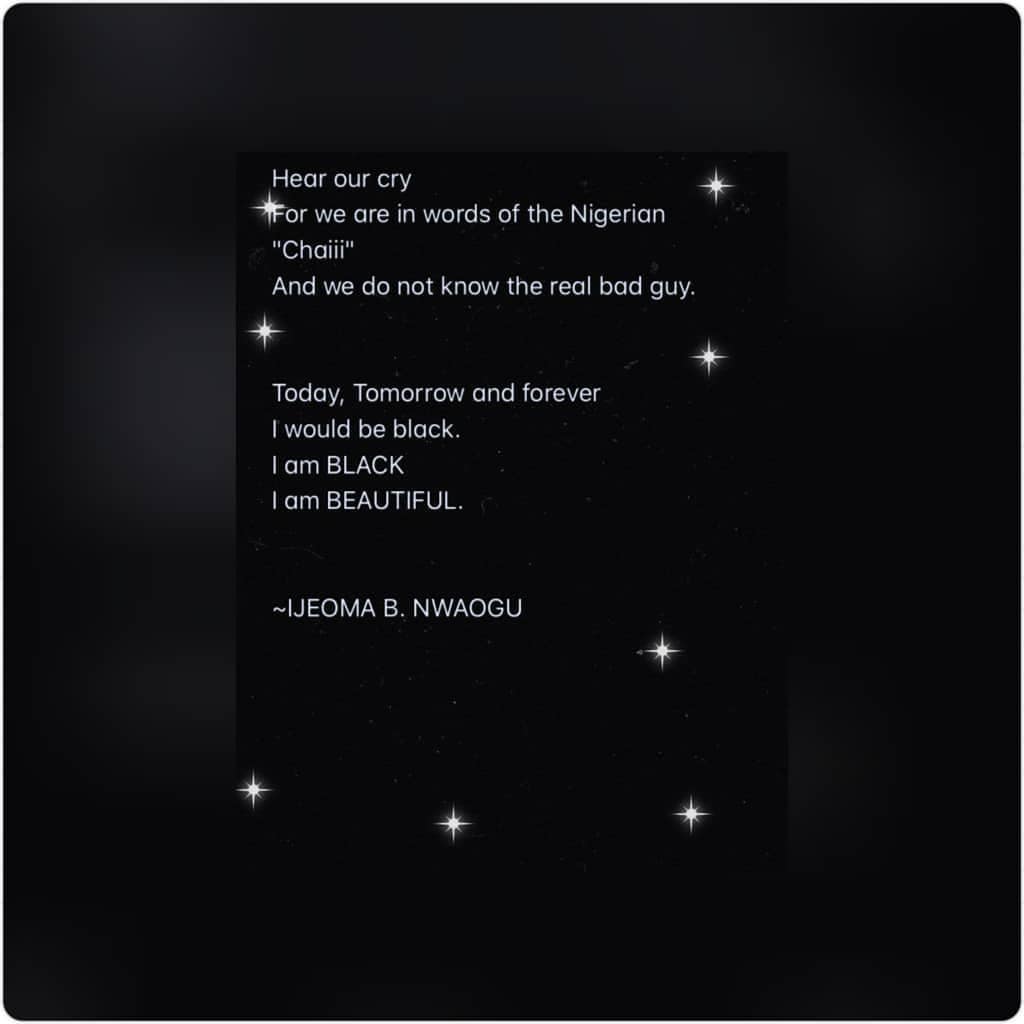 Hear our cry
For we are in words of the Nigerian
"Chaiii"
And we do not know the real bad guy.
Today, Tomorrow and forever
I would be black.
I am BLACK
I am BEAUTIFUL.
~IJEOMA B. NWAOGU